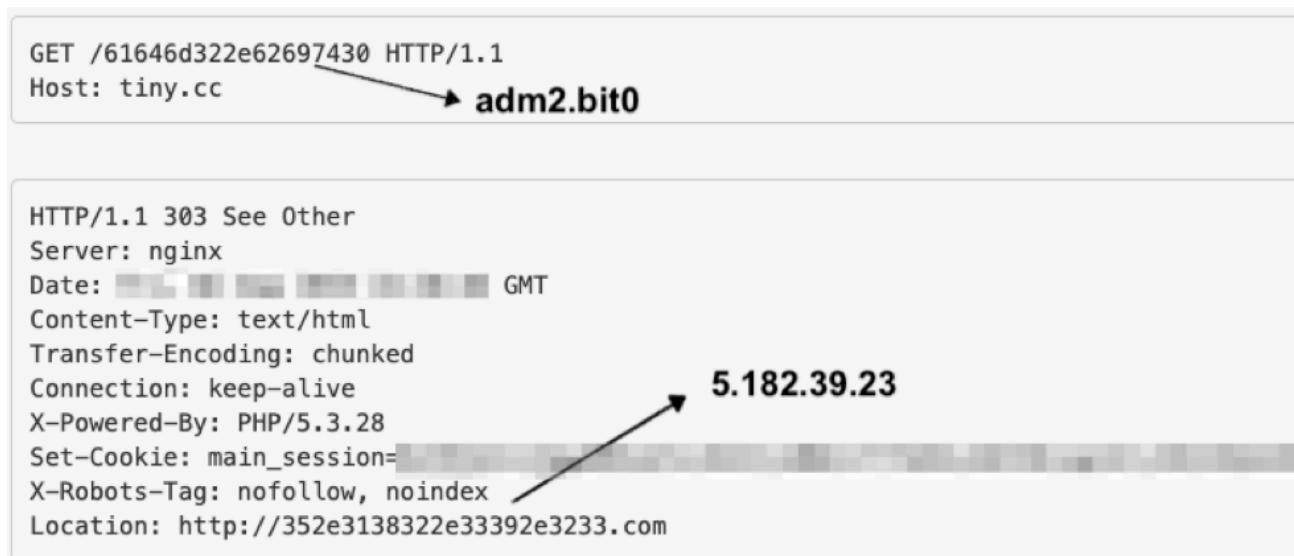 GET /61646d322e62697430 HTTP/1.1
Host: tiny.cc
adm2.bit0
HTTP/1.1 303 See Other
Server: nginx
Date: GMT
Content-Type: text/html
Transfer-Encoding: chunked
Connection: keep-alive
5.182.39.23
X-Powered-By: PHP/5.3.28
Set-Cookie: main_session=
X-Robots-Tag: nofollow, noindex
Location: http://352e3138322e33392e3233.com